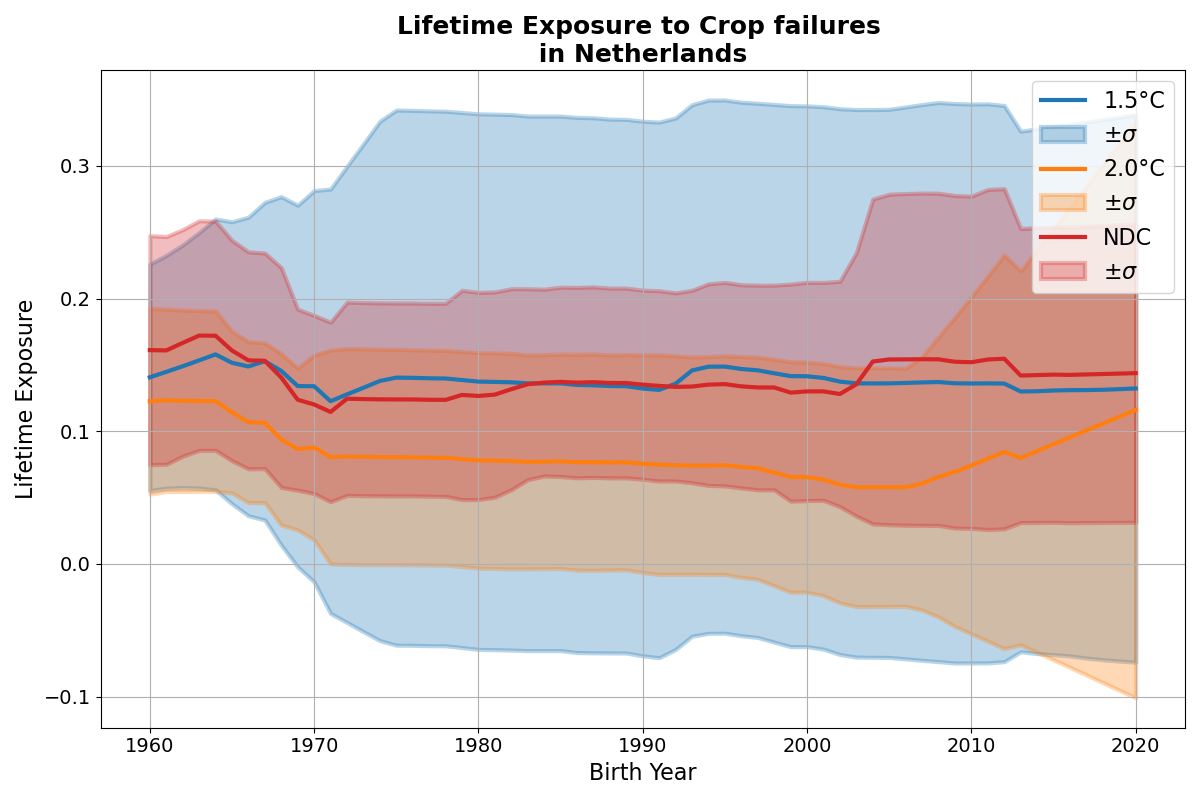 Lifetime Exposure to Crop failures
in Netherlands
Lifetime Exposure
0.3
0.2
0.1
0.0
−0.1
1960
1970
1980
1990
2000
2010
2020
Birth Year
1.5°C
±σ
2.0°C
±σ
NDC
±σ